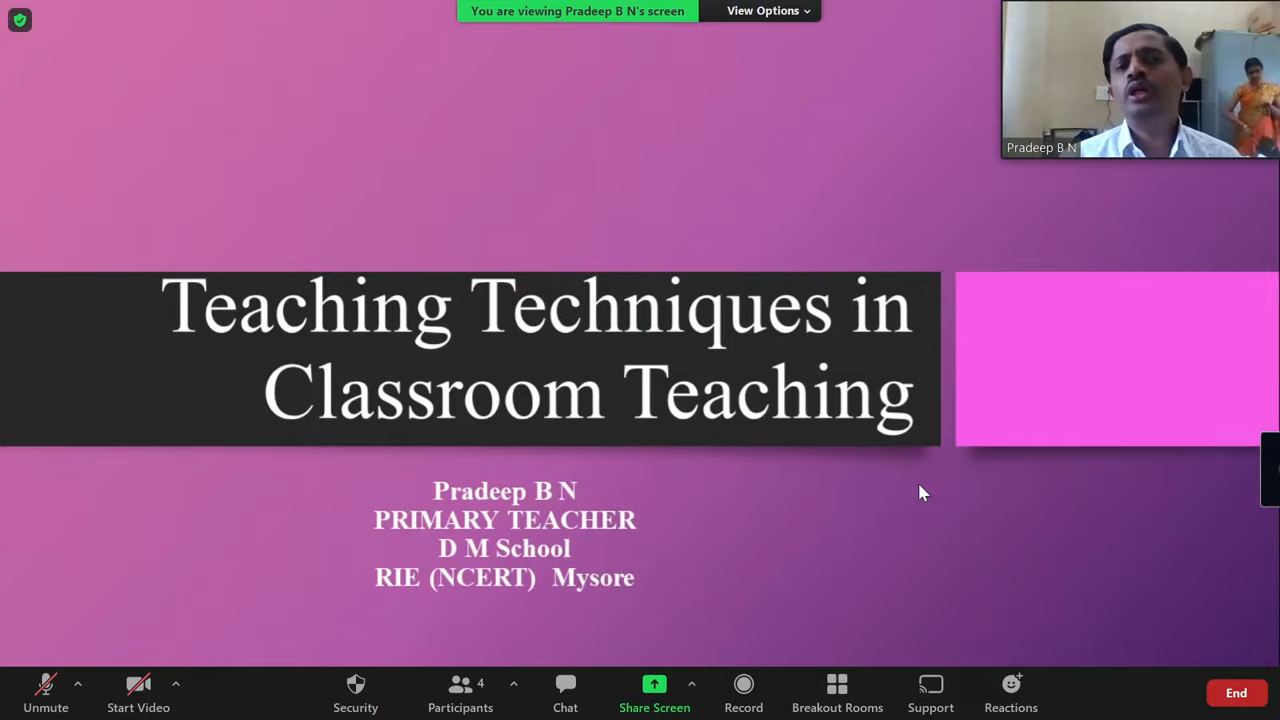 You are viewing Pradeep B N's screen
View Options
Pradeep B N
Teaching Techniques in
Classroom Teaching
Pradeep B N
PRIMARY TEACHER
D M School
RIE (NCERT) Mysore
Unmute
Start Video
Security
4
Participants
Chat
Share Screen
Record
Breakout Rooms
Support
Reactions
End